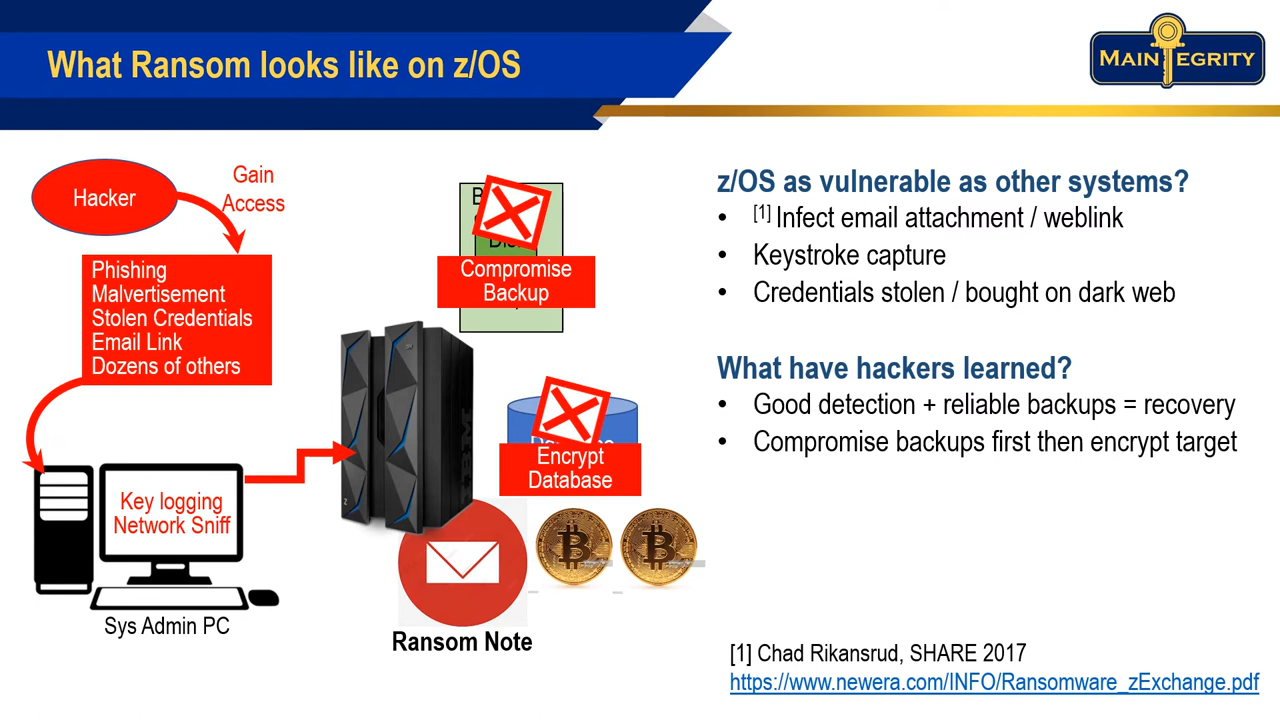 What Ransom looks like on z/OS
MAIN EGRITY
Hacker
Gain
Access
Phishing
Malvertisement
Stolen Credentials
Email Link
Dozens of others
Key logging
Network Sniff
Sys Admin PC
Compromise
Backup
Encrypt
Database
Ransom Note
z/OS as vulnerable as other systems?
• [1] Infect email attachment / weblink
• Keystroke capture
• Credentials stolen / bought on dark web
What have hackers learned?
• Good detection + reliable backups = recovery
• Compromise backups first then encrypt target
[1] Chad Rikansrud, SHARE 2017
https://www.newera.com/INFO/Ransomware_zExchange.pdf